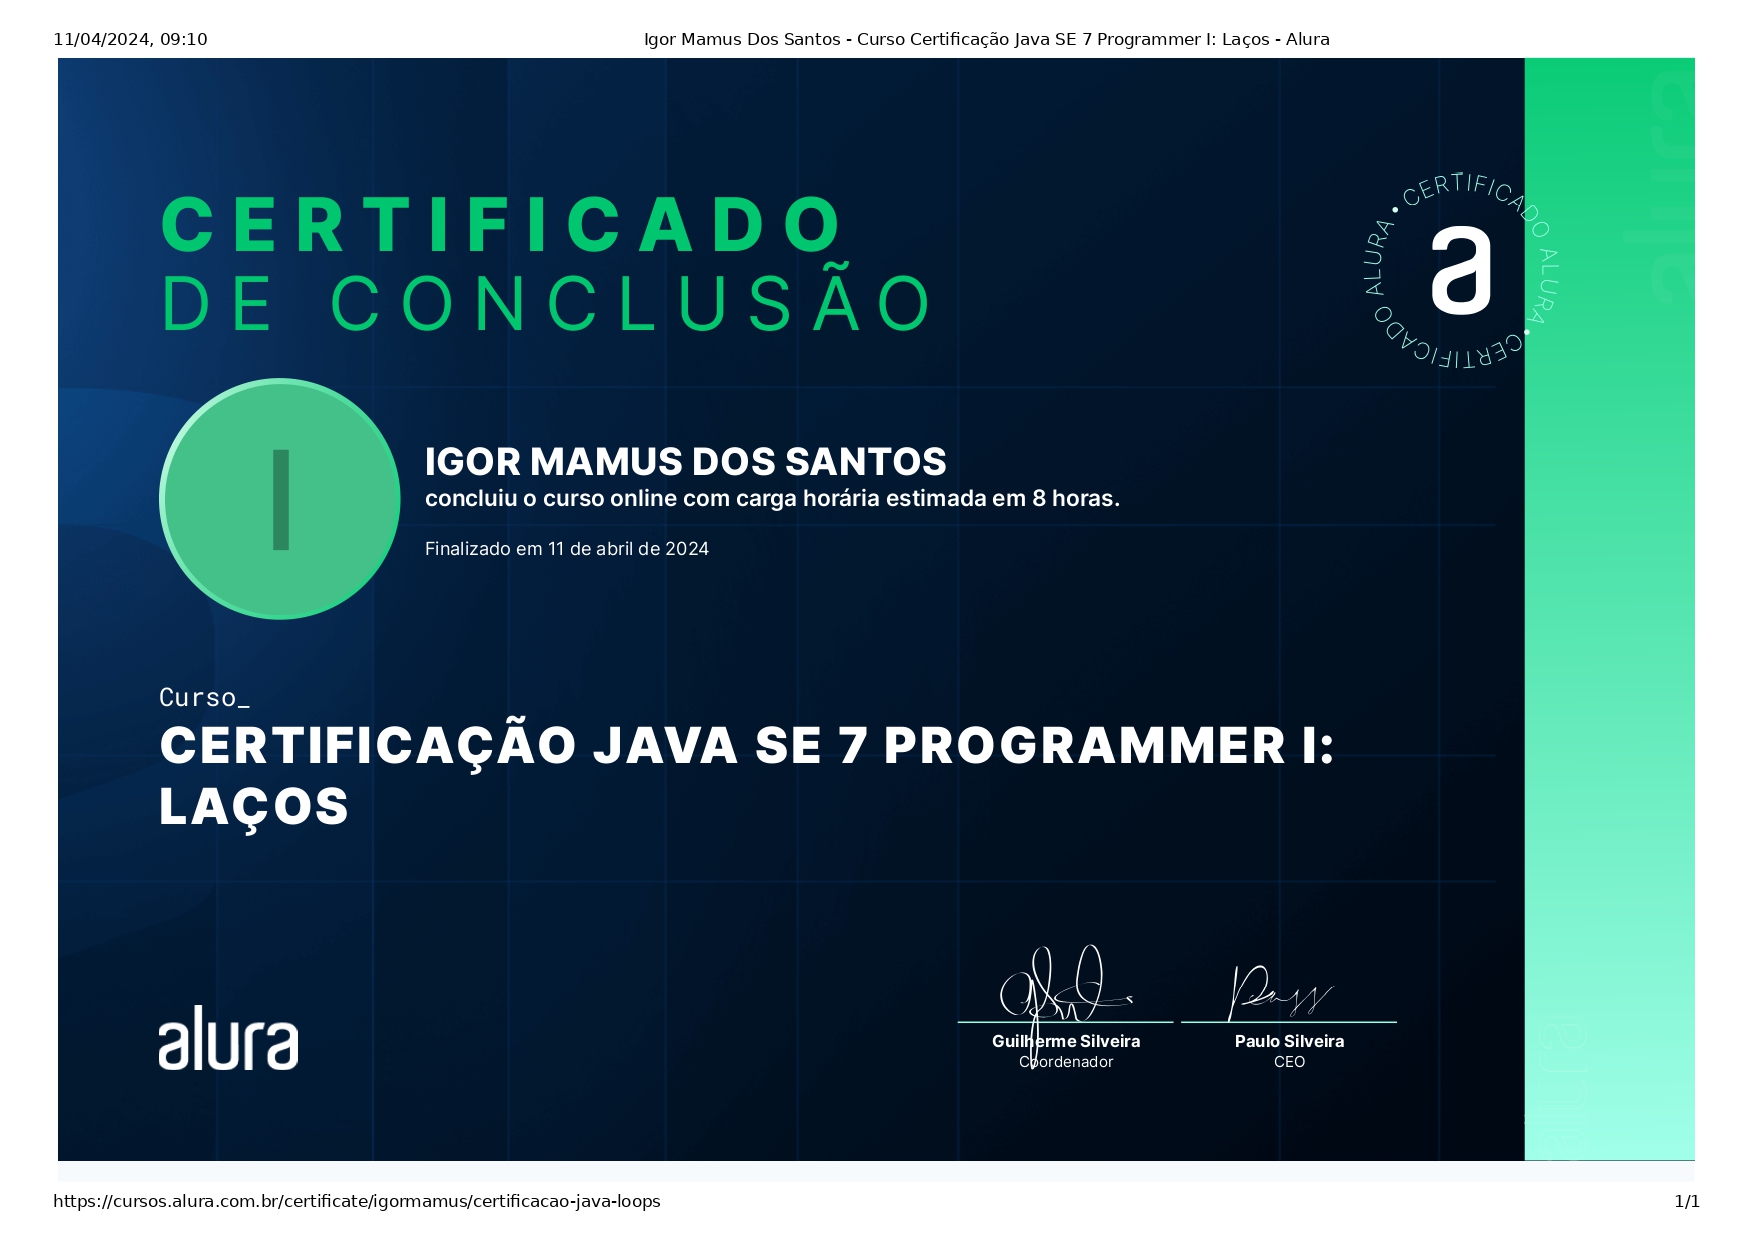 11/04/2024, 09:10
Igor Mamus Dos Santos - Curso Certificação Java SE 7 Programmer I: Laços - Alura
CERTIFICADO
DE CONCLUSÃO
CERTIFICADO ALURA • CERTIFICADO ALURA •
a
alura
I
IGOR MAMUS DOS SANTOS
concluiu o curso online com carga horária estimada em 8 horas.
Finalizado em 11 de abril de 2024
Curso_
CERTIFICAÇÃO JAVA SE 7 PROGRAMMER I:
LAÇOS
alura
Guilherme Silveira
Coordenador
Paulo Silveira
CEO
alura
https://cursos.alura.com.br/certificate/igormamus/certificacao-java-loops
1/1